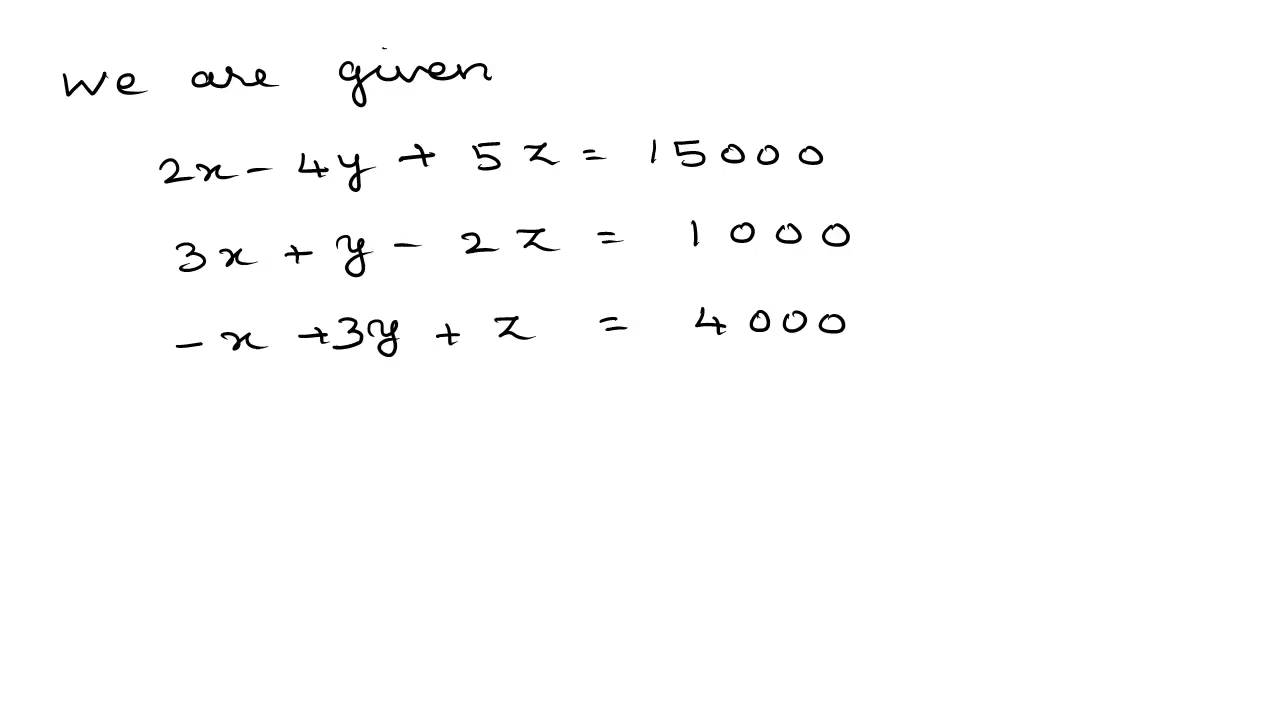 We are given
2x - 4y + 5z = 15000
3x + y - 2z = 1000
-x + 3y + z = 4000